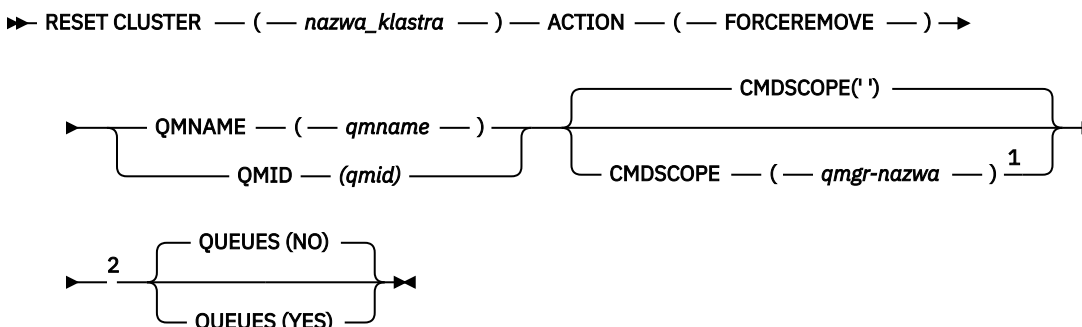 RESET CLUSTER ( nazwa_klastra ) ACTION ( FORCEREMOVE )
CMDSCOPE(' ')
QMNAME ( qmname )
QMID (qmid)
CMDSCOPE ( qmgr-nazwa ) 1
2 QUEUES (NO)
QUEUES (YES)